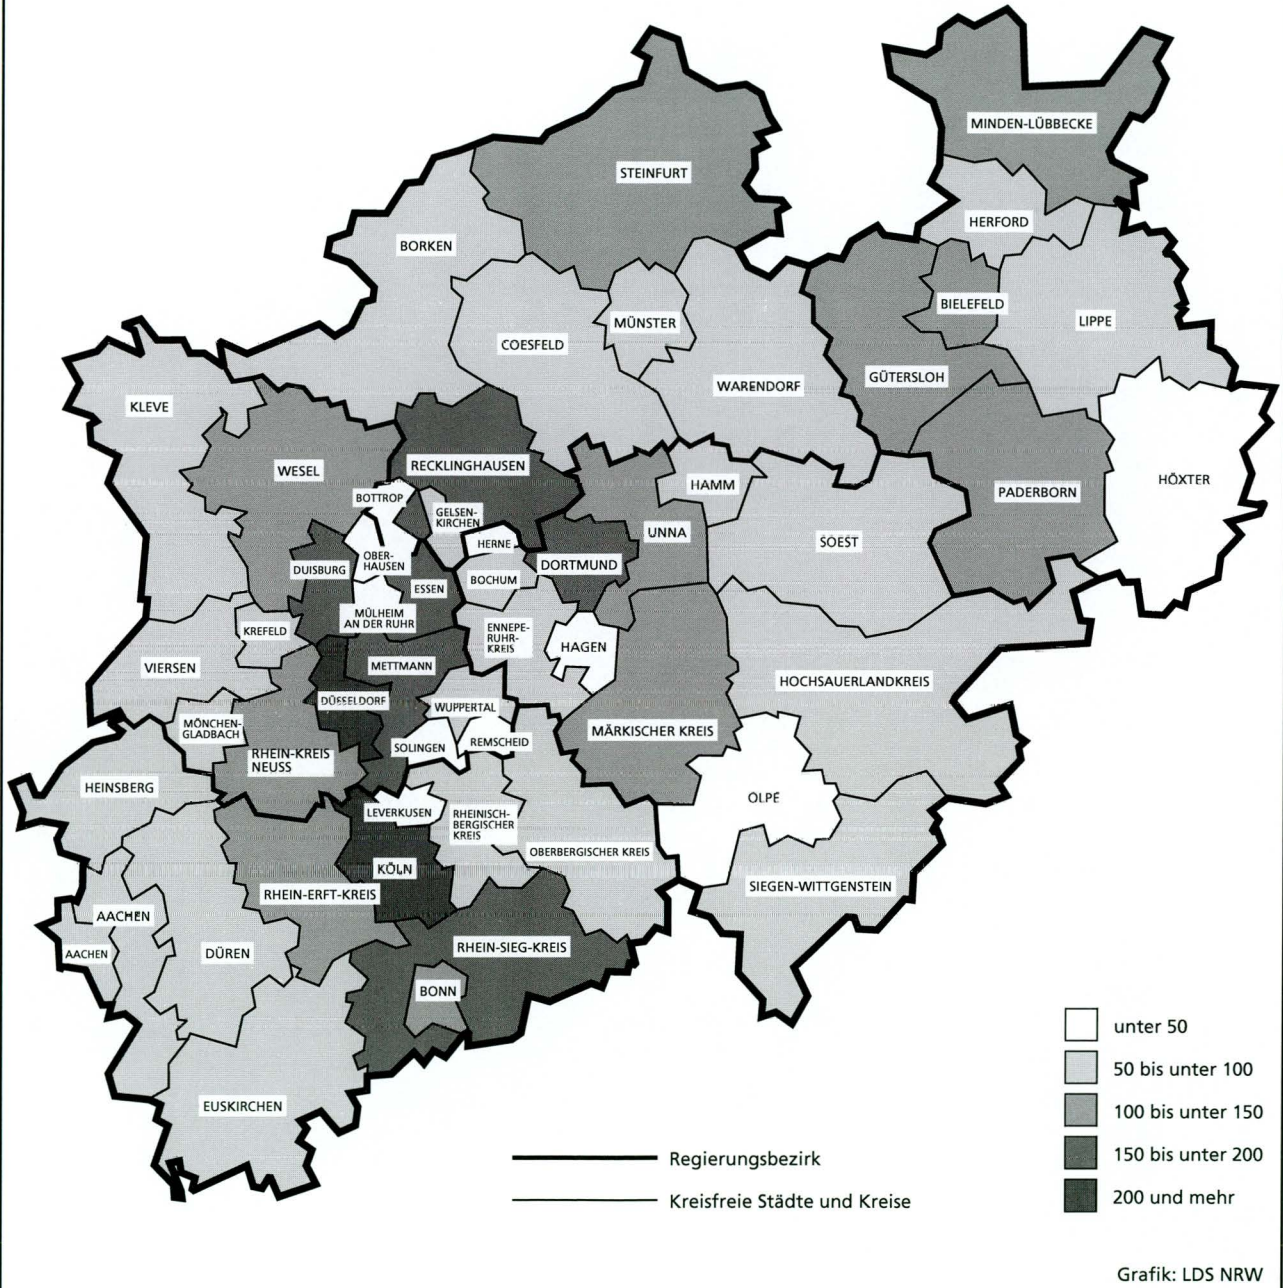 MINDEN-LÜBBECKE
STEINFURT
HERFORD
BORKEN
BIELEFELD
MÜNSTER
LIPPE
COESFELD
GÜTERSLOH
WARENDORF
KLEVE
RECKLINGHAUSEN
WESEL
HÖXTER
HAMM
PADERBORN
BOTTROP
GELSEN-
KIRCHEN
UNNA
HERNE
SOEST
OBER-
HAUSEN
DORTMUND
DUISBURG
BOCHUM
ESSEN
MÜLHEIM
AN DER RUHR
KREFELD
ENNEPE-
RUHR-
KREIS
HAGEN
VIERSEN
METTMANN
HOCHSAUERLANDKREIS
DÜSSELDORF
WUPPERTAL
MÖNCHEN-
GLADBACH
MÄRKISCHER KREIS
REMSCHEID
SOLINGEN
RHEIN-KREIS
NEUSS
HEINSBERG
OLPE
LEVERKUSEN
RHEINISCH-
BERGISCHER
KREIS
OBERBERGISCHER KREIS
KÖLN
SIEGEN-WITTGENSTEIN
RHEIN-ERFT-KREIS
AACHEN
RHEIN-SIEG-KREIS
AACHEN
DÜREN
BONN
EUSKIRCHEN
unter 50
50 bis unter 100
100 bis unter 150
150 bis unter 200
200 und mehr
Regierungsbezirk
Kreisfreie Städte und Kreise
Grafik: LDS NRW